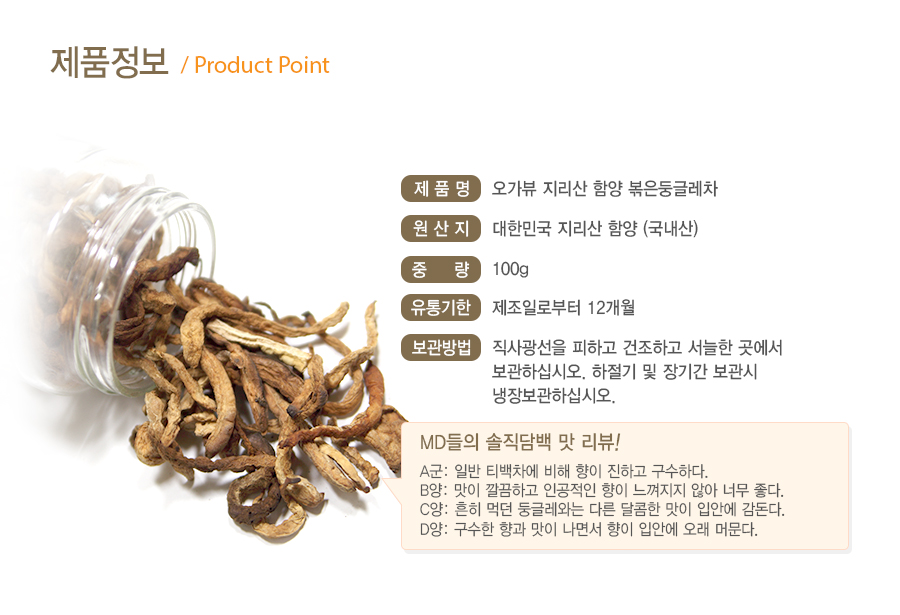 제품정보 / Product Point
제 품 명 오가뷰 지리산 함양 볶은둥글레차
원 산 지 대한민국 지리산 함양 (국내산)
중 량 100g
유통기한 제조일로부터 12개월
보관방법 직사광선을 피하고 건조하고 서늘한 곳에서
보관하십시오. 하절기 및 장기간 보관시
냉장보관하십시오.
MD들의 솔직담백 맛 리뷰!
A군: 일반 티백차에 비해 향이 진하고 구수하다.
B양: 맛이 깔끔하고 인공적인 향이 느껴지지 않아 너무 좋다.
C양: 흔히 먹던 둥글레와는 다른 달콤한 맛이 입안에 감돈다.
D양: 구수한 향과 맛이 나면서 향이 입안에 오래 머문다.